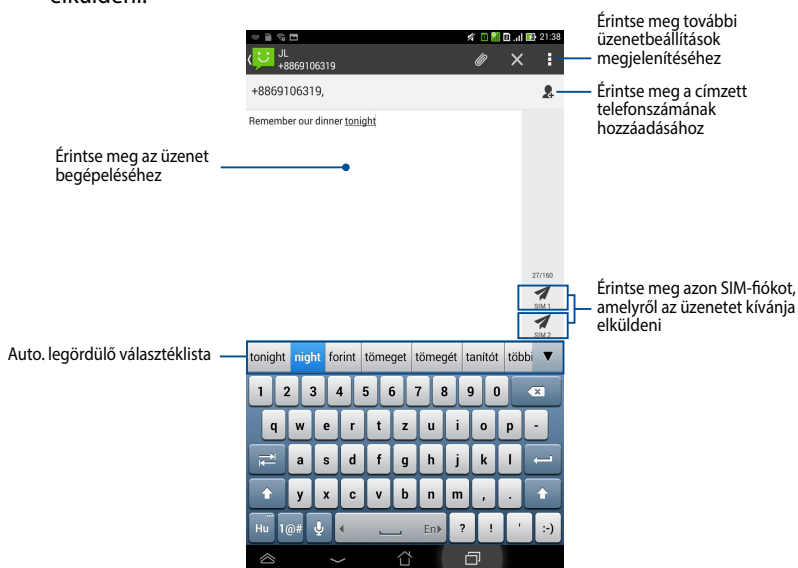 elküldeni.
21:38
JL
+8869106319
+8869106319,
Remember our dinner tonight
27/160
SIM 1
SIM 2
Érintse meg további
üzenetbeállítások
megjelenítéséhez
Érintse meg a címzett
telefonszámának
hozzáadásához
Érintse meg az üzenet
begépeléséhez
Érintse meg azon SIM-fiókot,
amelyről az üzenetet kívánja
elküldeni
Auto. legördülő választéklista
tonight night forint tömeget tömegét tanítót többi
1 2 3 4 5 6 7 8 9 0
q w e r t z u i o p -
a s d f g h j k l
y x c v b n m , .
Hu 1@# En ? ! ' :-)